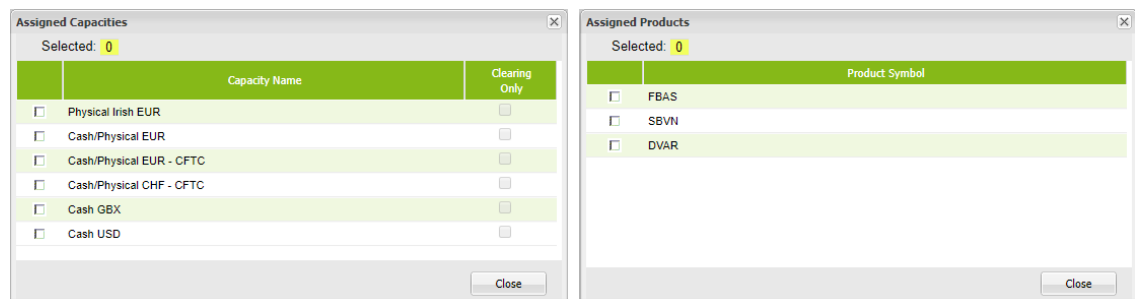 Assigned Capacities
Selected: 0
Capacity Name
Clearing
Only
Physical Irish EUR
Cash/Physical EUR
Cash/Physical EUR - CFTC
Cash/Physical CHF - CFTC
Cash GBX
Cash USD
Close
Assigned Products
Selected: 0
Product Symbol
FBAS
SBVN
DVAR
Close